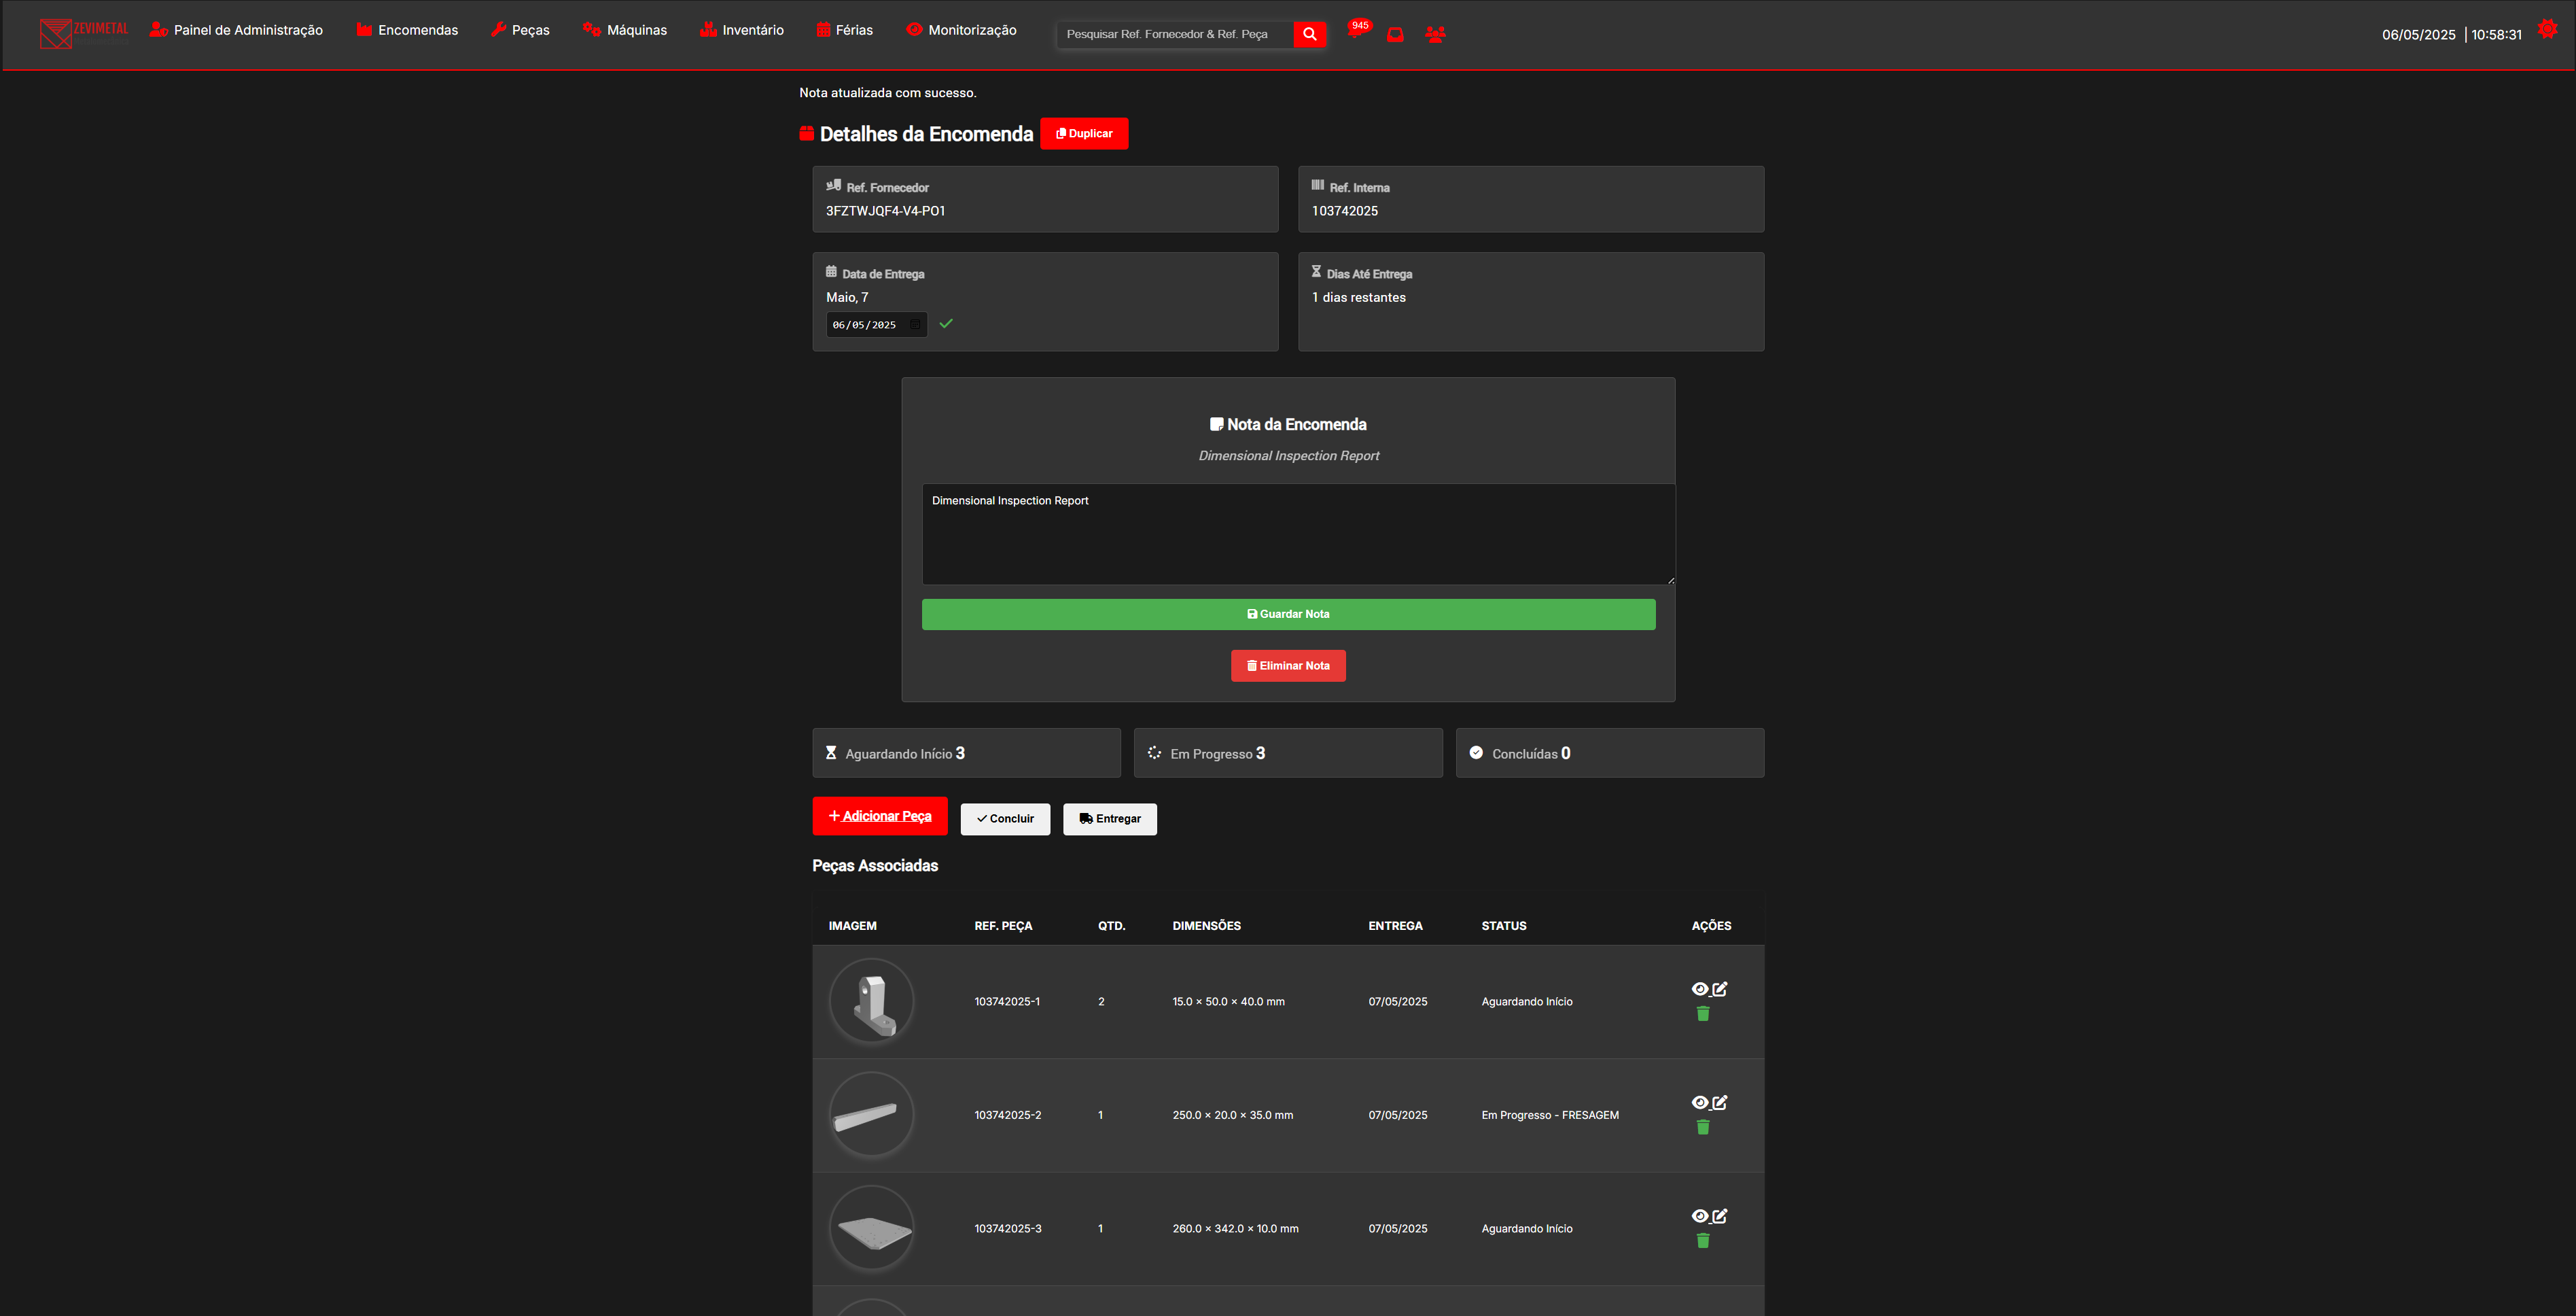 ZEVIMETAL
Painel de Administração
Encomendas
Peças
Máquinas
Inventário
Férias
Monitorização
Pesquisar Ref. Fornecedor & Ref. Peça
945
06/05/2025 | 10:58:31
Nota atualizada com sucesso.
Detalhes da Encomenda
Duplicar
Ref. Fornecedor
3FZTWJQF4-V4-PO1
Ref. Interna
103742025
Data de Entrega
Maio, 7
06/05/2025
Dias Até Entrega
1 dias restantes
Nota da Encomenda
Dimensional Inspection Report
Dimensional Inspection Report
Guardar Nota
Eliminar Nota
Aguardando Início 3
Em Progresso 3
Concluídas 0
+ Adicionar Peça
Concluir
Entregar
Peças Associadas
IMAGEM REF. PEÇA QTD. DIMENSÕES ENTREGA STATUS AÇÕES
103742025-1 2 15.0 × 50.0 × 40.0 mm 07/05/2025 Aguardando Início
103742025-2 1 250.0 × 20.0 × 35.0 mm 07/05/2025 Em Progresso - FRESAGEM
103742025-3 1 260.0 × 342.0 × 10.0 mm 07/05/2025 Aguardando Início